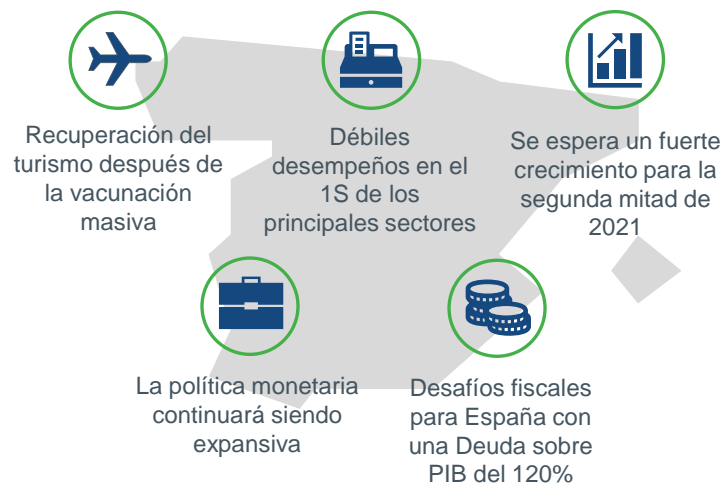 Recuperación del
turismo después de
la vacunación
masiva
Débiles
desempeños en el
1S de los
principales sectores
Se espera un fuerte
crecimiento para la
segunda mitad de
2021
La política monetaria
continuará siendo
expansiva
Desafíos fiscales
para España con
una Deuda sobre
PIB del 120%